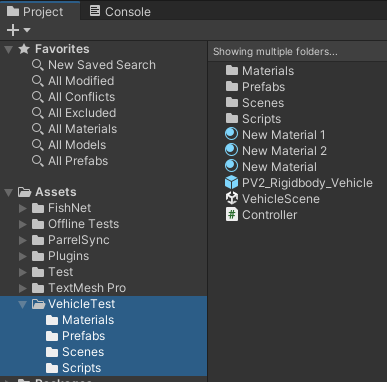 Project
Console
Favorites
New Saved Search
All Modified
All Conflicts
All Excluded
All Materials
All Models
All Prefabs
Assets
FishNet
Offline Tests
ParrelSync
Plugins
Test
TextMesh Pro
VehicleTest
Materials
Prefabs
Scenes
Scripts
Packages
Showing multiple folders...
Materials
Prefabs
Scenes
Scripts
New Material 1
New Material 2
New Material
PV2_Rigidbody_Vehicle
VehicleScene
Controller